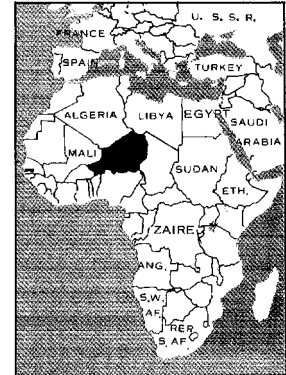 U. S. S. R.
FRANCE
SPAIN
TURKEY
ALGERIA
LIBYA
EGYPT
SAUDI
ARABIA
MALI
SUDAN
ETH.
ZAIRE
ANG.
S.W.
AF.
REP.
S. AF.